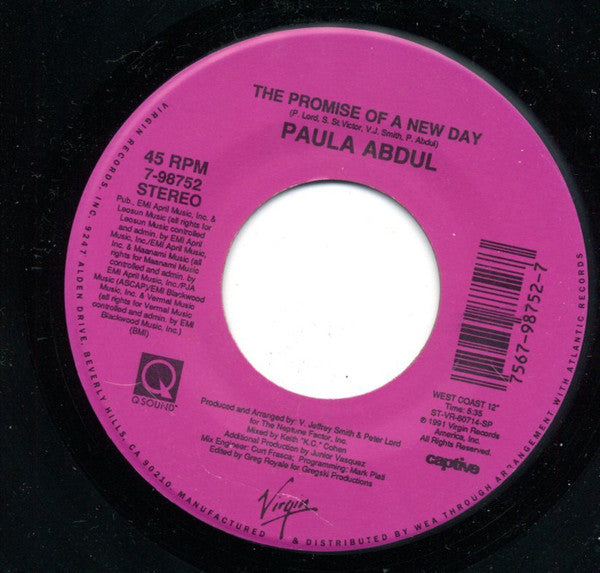 THE PROMISE OF A NEW DAY
(P. Lord, S. St. Victor, V.J. Smith, P. Abdul)
PAULA ABDUL
45 RPM
7-98752
STEREO
Pub., EMI April Music, Inc. &
Leosun Music (all rights for
Leosun Music controlled
and admin. by EMI April
Music, Inc./EMI April Music,
Inc. & Maanami Music (all
rights for Maanami Music
controlled and admin. by
EMI April Music, Inc./PJA
Music (ASCAP)/EMI Blackwood
Music, Inc. & Vermal Music
(all rights for Vermal Music
controlled and admin. by EMI
Blackwood Music, Inc.)
(BMI)
Q
QSOUND™
7567-98752-7
WEST COAST 12"
Time: 5:35
ST-VR-60714-SP
℗ 1991 Virgin Records
America, Inc.
All Rights Reserved.
captive
Produced and Arranged by: V. Jeffrey Smith & Peter Lord
for The Neptune Factor, Inc.
Mixed by Keith "K.C." Cohen
Additional Production by Junior Vasquez
Mix Engineer: Curt Frasca; Programming: Mark Plati
Edited by Greg Royale for Gregski Productions
Virgin
VIRGIN RECORDS, INC. 9247 ALDEN DRIVE, BEVERLY HILLS, CA 90210. MANUFACTURED & DISTRIBUTED BY WEA THROUGH ARRANGEMENT WITH ATLANTIC RECORDS